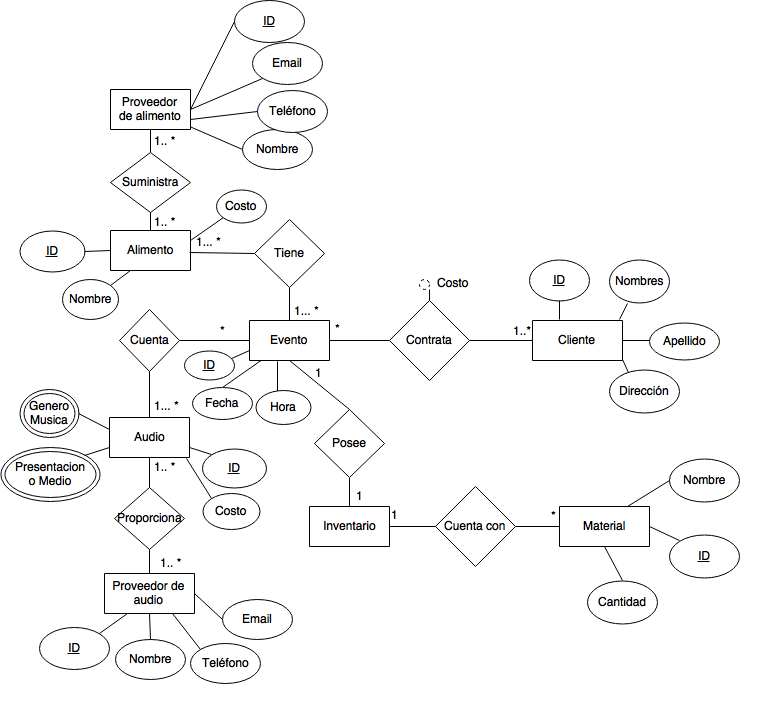 ID
Email
Proveedor
de alimento
Teléfono
1.. *
Nombre
Suministra
Costo
1.. *
1... *
ID
Alimento
Tiene
Nombre
Costo
ID
Nombres
1... *
Cuenta
*
Evento
*
Contrata
1..*
Cliente
Apellido
ID
1
Dirección
Fecha
Hora
Genero
Musica
1... *
Audio
Posee
Presentacion
o Medio
1.. *
ID
Nombre
1
Costo
Proporciona
Inventario
1
Cuenta con
*
Material
ID
1.. *
Proveedor de
audio
Cantidad
Email
ID
Nombre
Teléfono